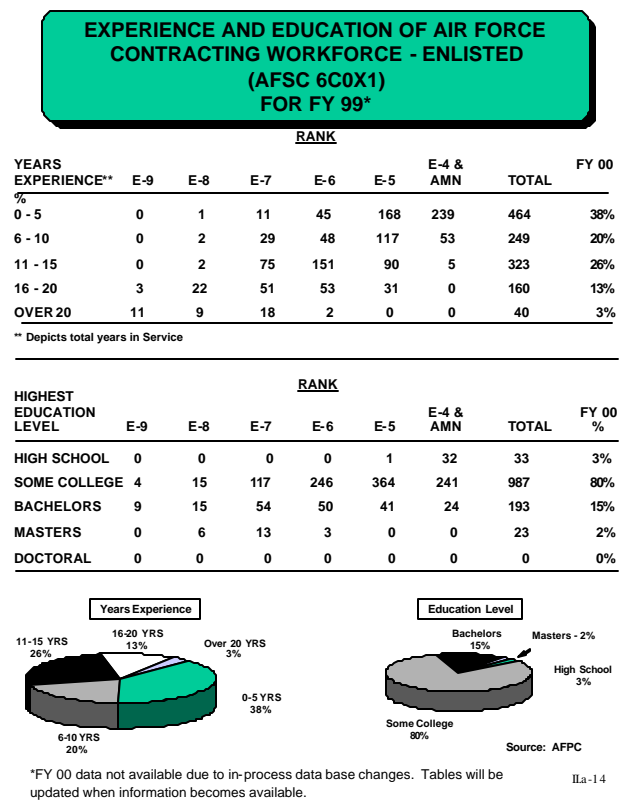 EXPERIENCE AND EDUCATION OF AIR FORCE
CONTRACTING WORKFORCE - ENLISTED
(AFSC 6C0X1)
FOR FY 99*
RANK
YEARS E-4 & FY 00
EXPERIENCE** E-9 E-8 E-7 E-6 E-5 AMN TOTAL
%
0 - 5 0 1 11 45 168 239 464 38%
6 - 10 0 2 29 48 117 53 249 20%
11 - 15 0 2 75 151 90 5 323 26%
16 - 20 3 22 51 53 31 0 160 13%
OVER 20 11 9 18 2 0 0 40 3%
** Depicts total years in Service
RANK
HIGHEST
EDUCATION E-4 & FY 00
LEVEL E-9 E-8 E-7 E-6 E-5 AMN TOTAL %
HIGH SCHOOL 0 0 0 0 1 32 33 3%
SOME COLLEGE 4 15 117 246 364 241 987 80%
BACHELORS 9 15 54 50 41 24 193 15%
MASTERS 0 6 13 3 0 0 23 2%
DOCTORAL 0 0 0 0 0 0 0 0%
Years Experience
11-15 YRS
26%
16-20 YRS
13%
Over 20 YRS
3%
0-5 YRS
38%
6-10 YRS
20%
Education Level
Bachelors
15%
Masters - 2%
High School
3%
Some College
80%
Source: AFPC
*FY 00 data not available due to in-process data base changes. Tables will be
updated when information becomes available.
II.a-14